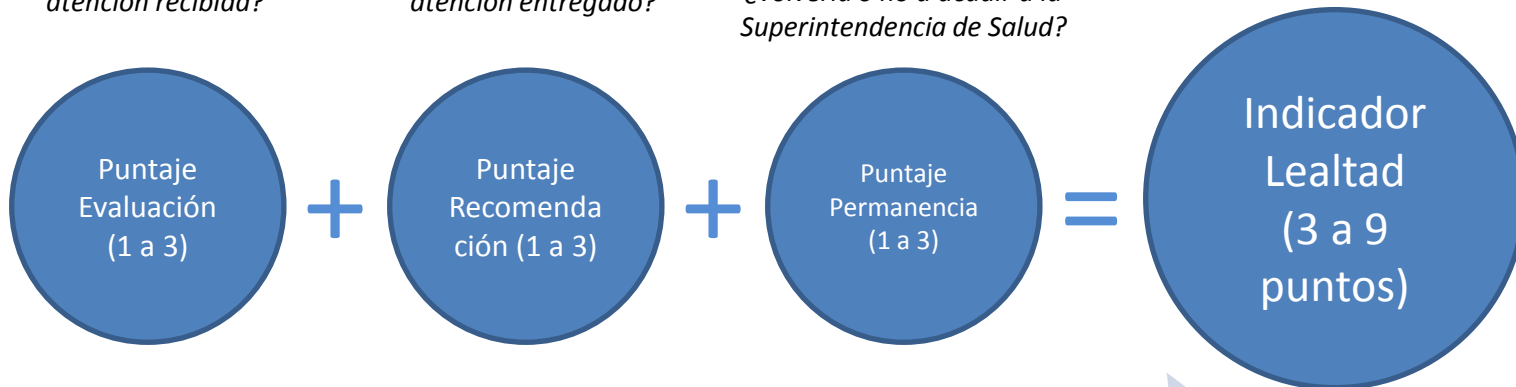 atención recibida?
atención entregado?
Superintendencia de Salud?
Puntaje
Evaluación
(1 a 3)
+
Puntaje
Recomenda
ción (1 a 3)
+
Puntaje
Permanencia
(1 a 3)
=
Indicador
Lealtad
(3 a 9
puntos)